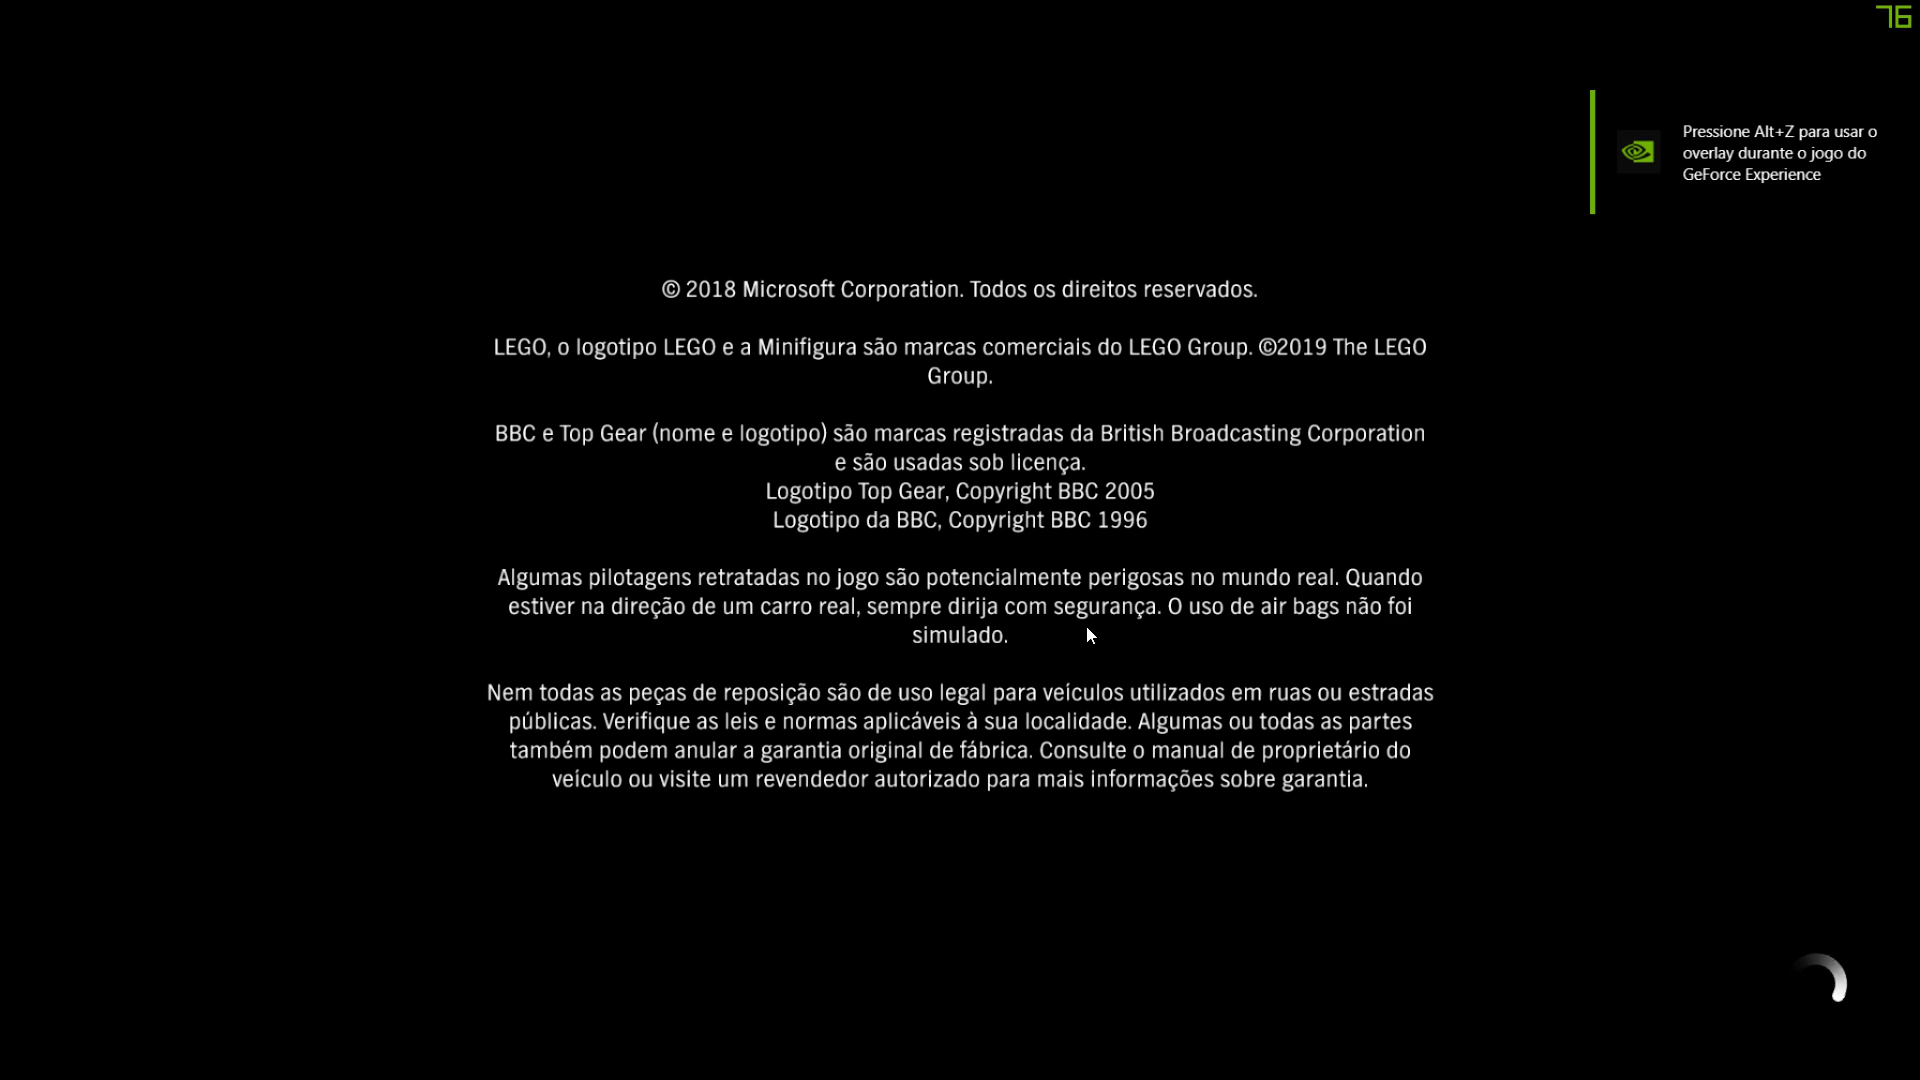 76
Pressione Alt+Z para usar o
overlay durante o jogo do
GeForce Experience
© 2018 Microsoft Corporation. Todos os direitos reservados.
LEGO, o logotipo LEGO e a Minifigura são marcas comerciais do LEGO Group. ©2019 The LEGO
Group.
BBC e Top Gear (nome e logotipo) são marcas registradas da British Broadcasting Corporation
e são usadas sob licença.
Logotipo Top Gear, Copyright BBC 2005
Logotipo da BBC, Copyright BBC 1996
Algumas pilotagens retratadas no jogo são potencialmente perigosas no mundo real. Quando
estiver na direção de um carro real, sempre dirija com segurança. O uso de air bags não foi
simulado.
Nem todas as peças de reposição são de uso legal para veículos utilizados em ruas ou estradas
públicas. Verifique as leis e normas aplicáveis à sua localidade. Algumas ou todas as partes
também podem anular a garantia original de fábrica. Consulte o manual de proprietário do
veículo ou visite um revendedor autorizado para mais informações sobre garantia.